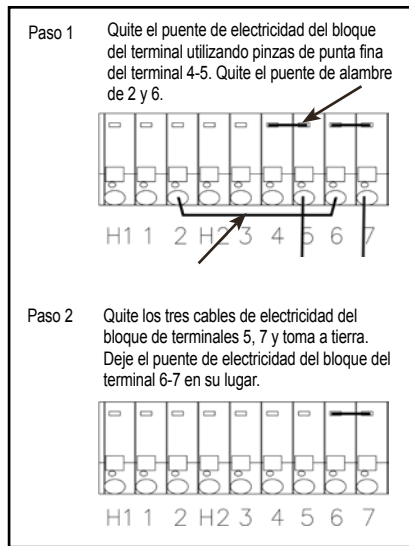 Paso 1
Quite el puente de electricidad del bloque
del terminal utilizando pinzas de punta fina
del terminal 4-5. Quite el puente de alambre
de 2 y 6.
H1 1 2 H2 3 4 5 6 7
Paso 2
Quite los tres cables de electricidad del
bloque de terminales 5, 7 y toma a tierra.
Deje el puente de electricidad del bloque del
terminal 6-7 en su lugar.
H1 1 2 H2 3 4 5 6 7